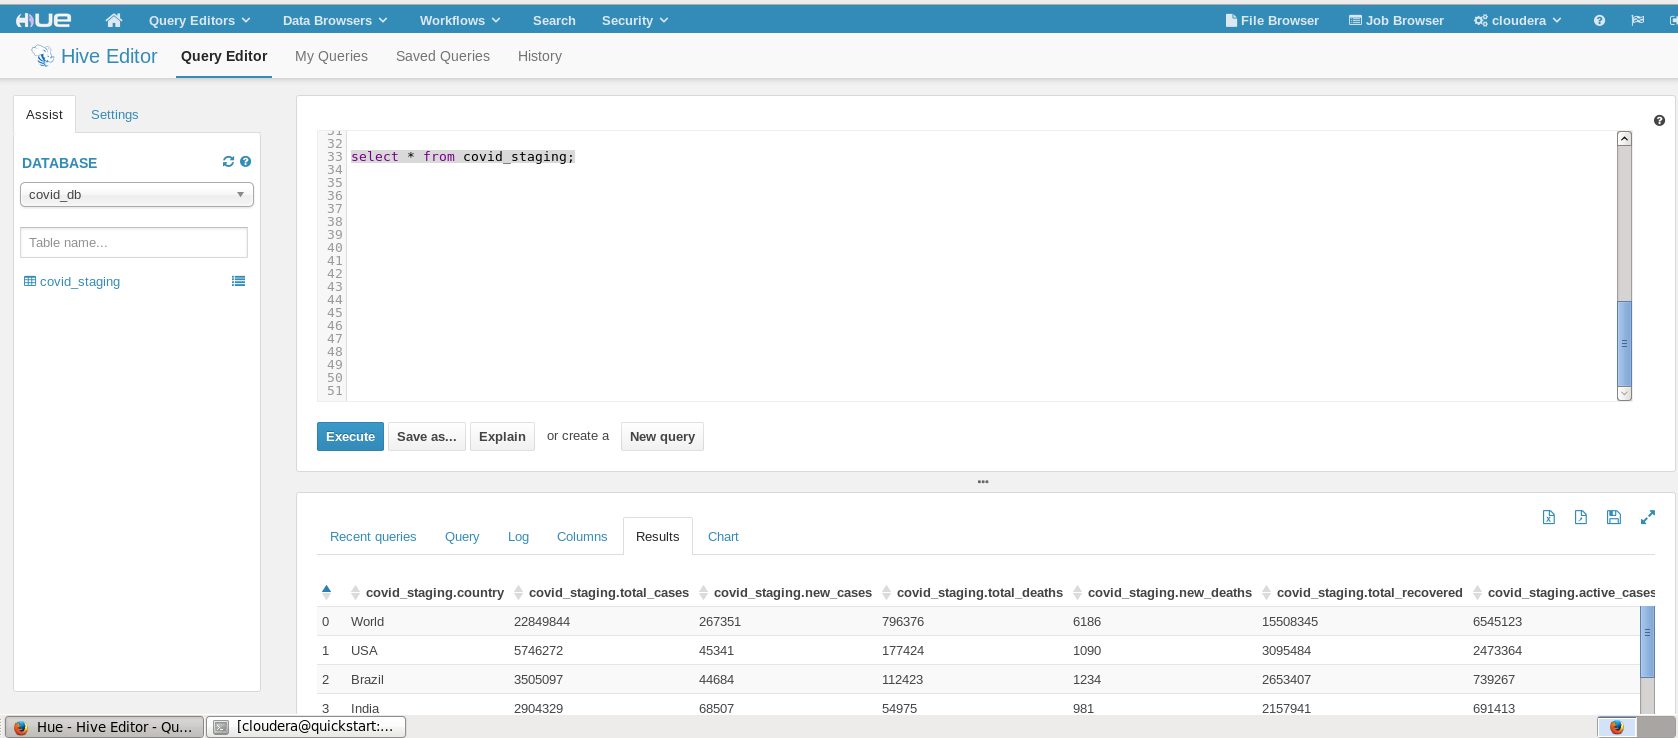 HUE Query Editors Data Browsers Workflows Search Security File Browser Job Browser cloudera
Hive Editor Query Editor My Queries Saved Queries History
Assist Settings
DATABASE
covid_db
Table name...
covid_staging
31
32
33 select * from covid_staging;
34
35
36
37
38
39
40
41
42
43
44
45
46
47
48
49
50
51
Execute Save as... Explain or create a New query
Recent queries Query Log Columns Results Chart
covid_staging.country covid_staging.total_cases covid_staging.new_cases covid_staging.total_deaths covid_staging.new_deaths covid_staging.total_recovered covid_staging.active_cases
0 World 22849844 267351 796376 6186 15508345 6545123
1 USA 5746272 45341 177424 1090 3095484 2473364
2 Brazil 3505097 44684 112423 1234 2653407 739267
3 India 2904329 68507 54975 981 2157941 691413
Hue - Hive Editor - Qu... [cloudera@quickstart:...